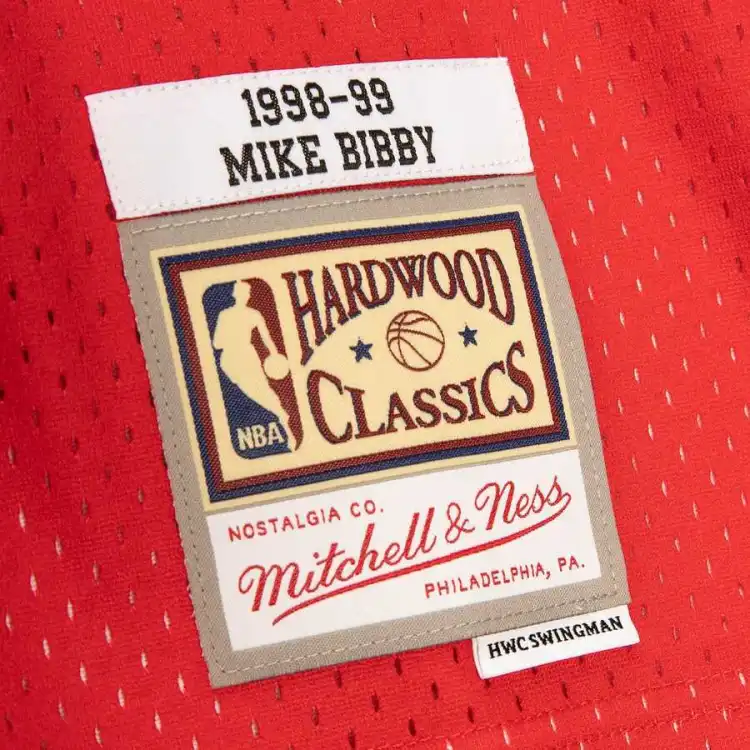 1998-99
MIKE BIBBY
HARDWOOD
CLASSICS
NBA
NOSTALGIA CO.
Mitchell & Ness
PHILADELPHIA, PA.
HWC SWINGMAN